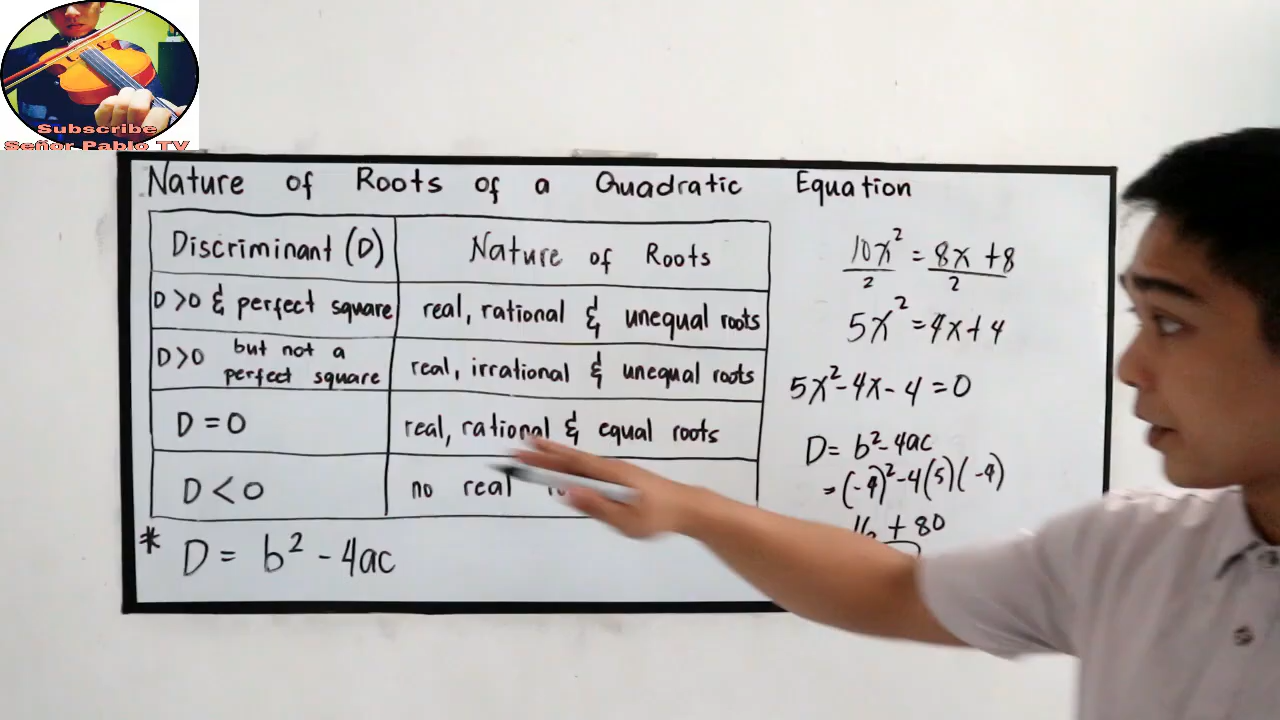 Subscribe
Señor Pablo TV
Nature of Roots of a Quadratic Equation
Discriminant (D)
Nature of Roots
D >0 & perfect square
real, rational & unequal roots
D >0 but not a perfect square
real, irrational & unequal roots
D = 0
real, rational & equal roots
D < 0
no real
* D = b² - 4ac
10x² = 8x + 8
2 2
5x² = 4x + 4
5x² - 4x - 4 = 0
D = b² - 4ac
= (-4)² - 4(5)(-4)
16 + 80